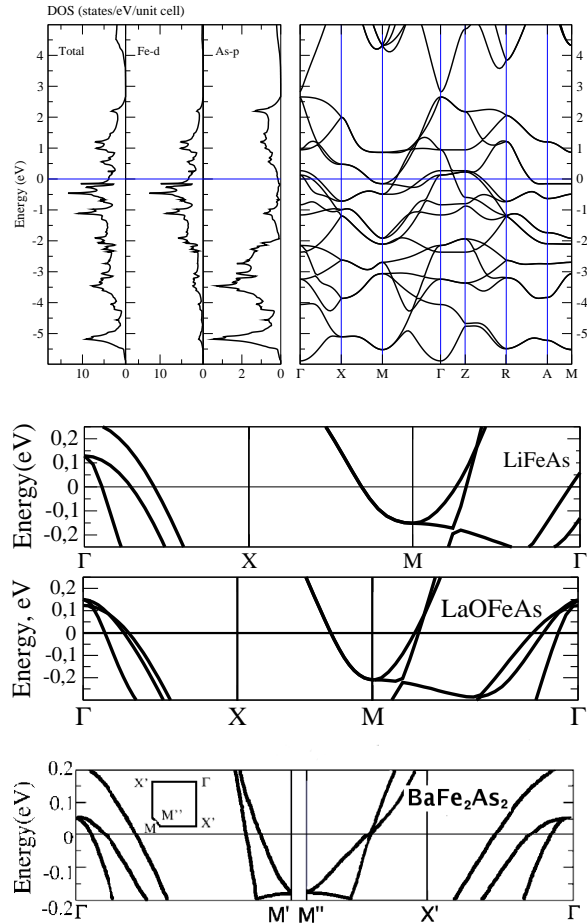 DOS (states/eV/unit cell)
Total
Fe-d
As-p
Energy (eV)
5
4
3
2
1
0
-1
-2
-3
-4
-5
10 0
10 0
2 0
Γ X M Γ Z R A M
5
4
3
2
1
0
-1
-2
-3
-4
-5
Energy(eV)
0,2
0,1
0
-0,1
-0,2
LiFeAs
Γ X M Γ
Energy, eV
0,2
0,1
0
-0,1
-0,2
LaOFeAs
Γ X M Γ
Energy(eV)
0.2
0.1
0
-0.1
-0.2
X' Γ
M''
M' X'
BaFe₂As₂
Γ M' M'' X' Γ